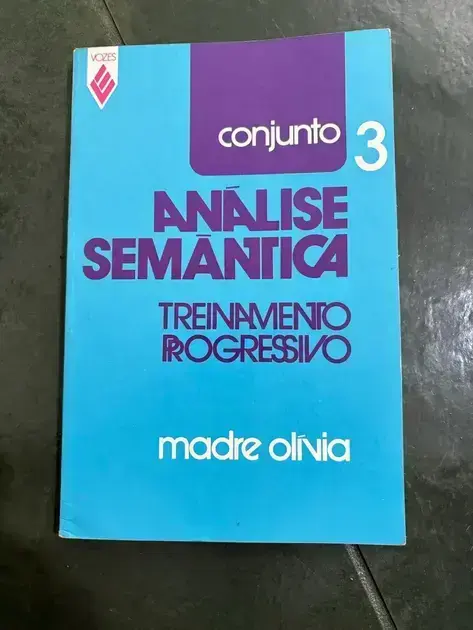 VOZES
conjunto 3
ANÁLISE
SEMÂNTICA
TREINAMENTO
PROGRESSIVO
madre olívia